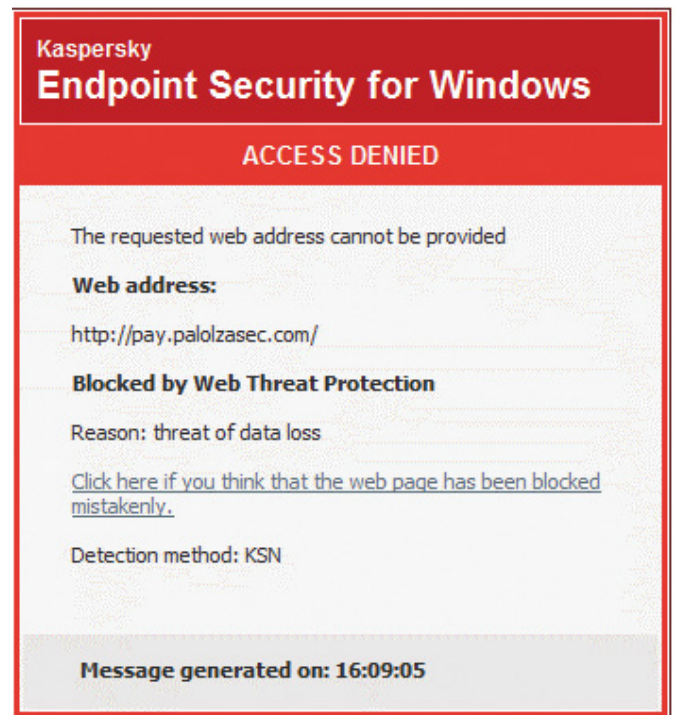 Kaspersky
Endpoint Security for Windows
ACCESS DENIED
The requested web address cannot be provided
Web address:
http://pay.palolzasec.com/
Blocked by Web Threat Protection
Reason: threat of data loss
Click here if you think that the web page has been blocked
mistakenly.
Detection method: KSN
Message generated on: 16:09:05